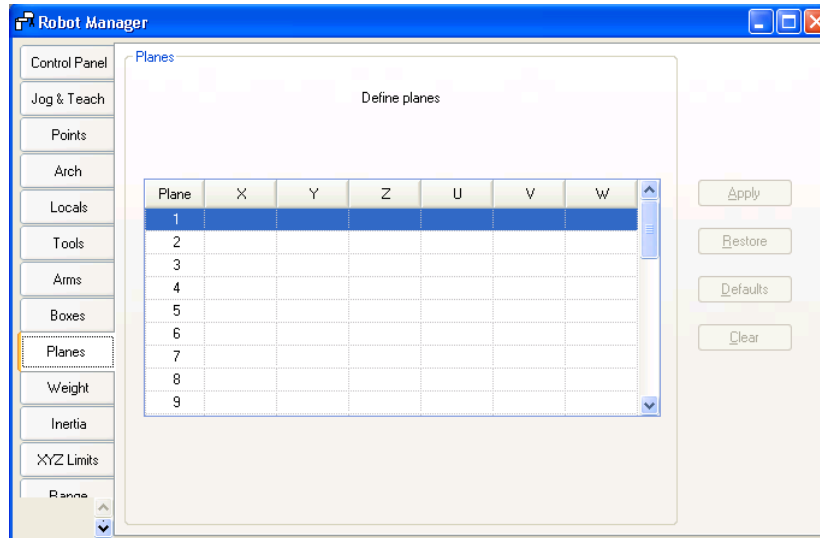 Robot Manager
Control Panel
Jog & Teach
Points
Arch
Locals
Tools
Arms
Boxes
Planes
Weight
Inertia
XYZ Limits
Range
Planes
Define planes
Plane X Y Z U V W
1
2
3
4
5
6
7
8
9
Apply
Restore
Defaults
Clear